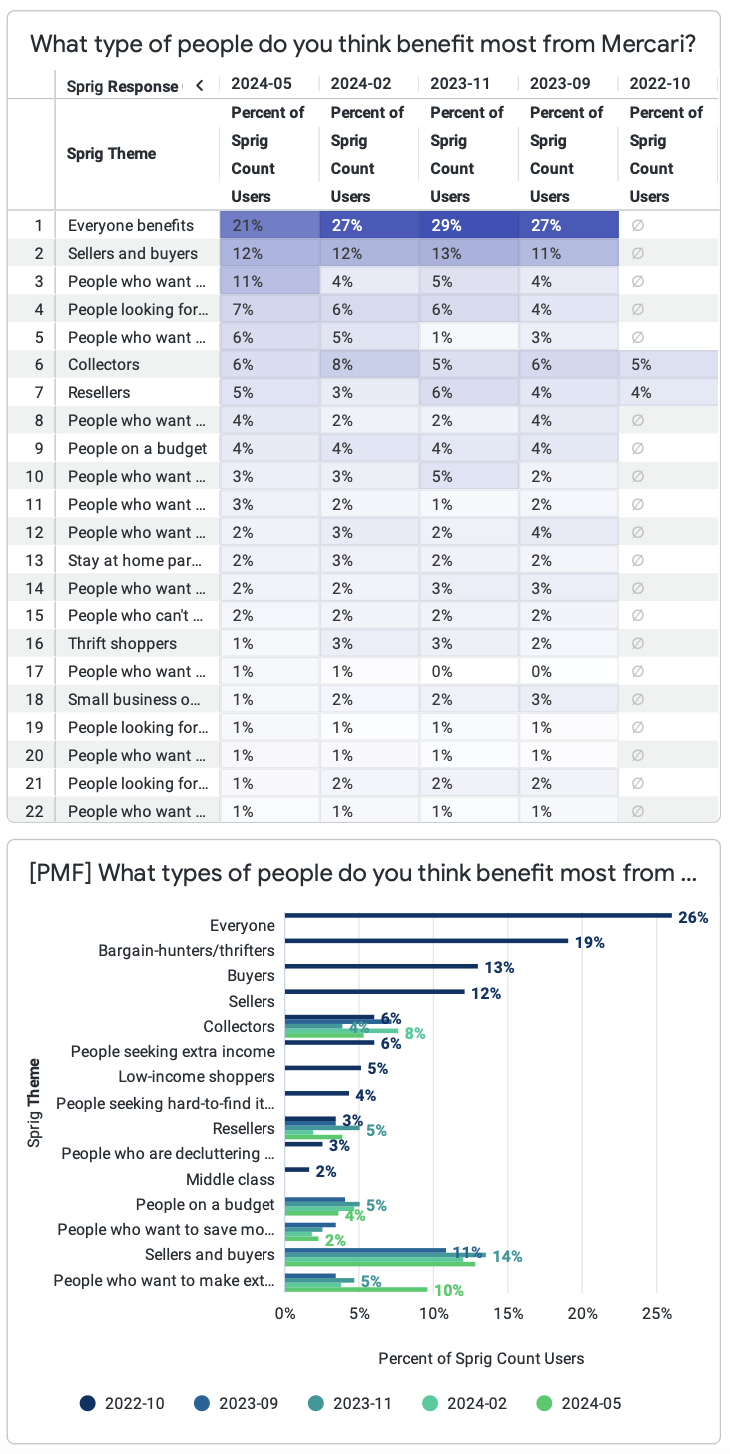 What type of people do you think benefit most from Mercari?
Sprig Response 2024-05 2024-02 2023-11 2023-09 2022-10
Sprig Theme Percent of Sprig Count Users Percent of Sprig Count Users Percent of Sprig Count Users Percent of Sprig Count Users Percent of Sprig Count Users
1 Everyone benefits 21% 27% 29% 27% ∅
2 Sellers and buyers 12% 12% 13% 11% ∅
3 People who want ... 11% 4% 5% 4% ∅
4 People looking for... 7% 6% 6% 4% ∅
5 People who want ... 6% 5% 1% 3% ∅
6 Collectors 6% 8% 5% 6% 5%
7 Resellers 5% 3% 6% 4% 4%
8 People who want ... 4% 2% 2% 4% ∅
9 People on a budget 4% 4% 4% 4% ∅
10 People who want ... 3% 3% 5% 2% ∅
11 People who want ... 3% 2% 1% 2% ∅
12 People who want ... 2% 3% 2% 4% ∅
13 Stay at home par... 2% 3% 2% 2% ∅
14 People who want ... 2% 2% 3% 3% ∅
15 People who can't ... 2% 2% 2% 2% ∅
16 Thrift shoppers 1% 3% 3% 2% ∅
17 People who want ... 1% 1% 0% 0% ∅
18 Small business o... 1% 2% 2% 3% ∅
19 People looking for... 1% 1% 1% 1% ∅
20 People who want ... 1% 1% 1% 1% ∅
21 People looking for... 1% 2% 2% 2% ∅
22 People who want ... 1% 1% 1% 1% ∅
[PMF] What types of people do you think benefit most from ...
Everyone 26%
Bargain-hunters/thrifters 19%
Buyers 13%
Sellers 12%
Collectors 6% 4% 8%
People seeking extra income 6%
Low-income shoppers 5%
People seeking hard-to-find it... 4%
Resellers 3% 5%
People who are decluttering ... 3%
Middle class 2%
People on a budget 5% 4%
People who want to save mo... 2%
Sellers and buyers 11% 14%
People who want to make ext... 5% 10%
Sprig Theme
0% 5% 10% 15% 20% 25%
Percent of Sprig Count Users
2022-10 2023-09 2023-11 2024-02 2024-05